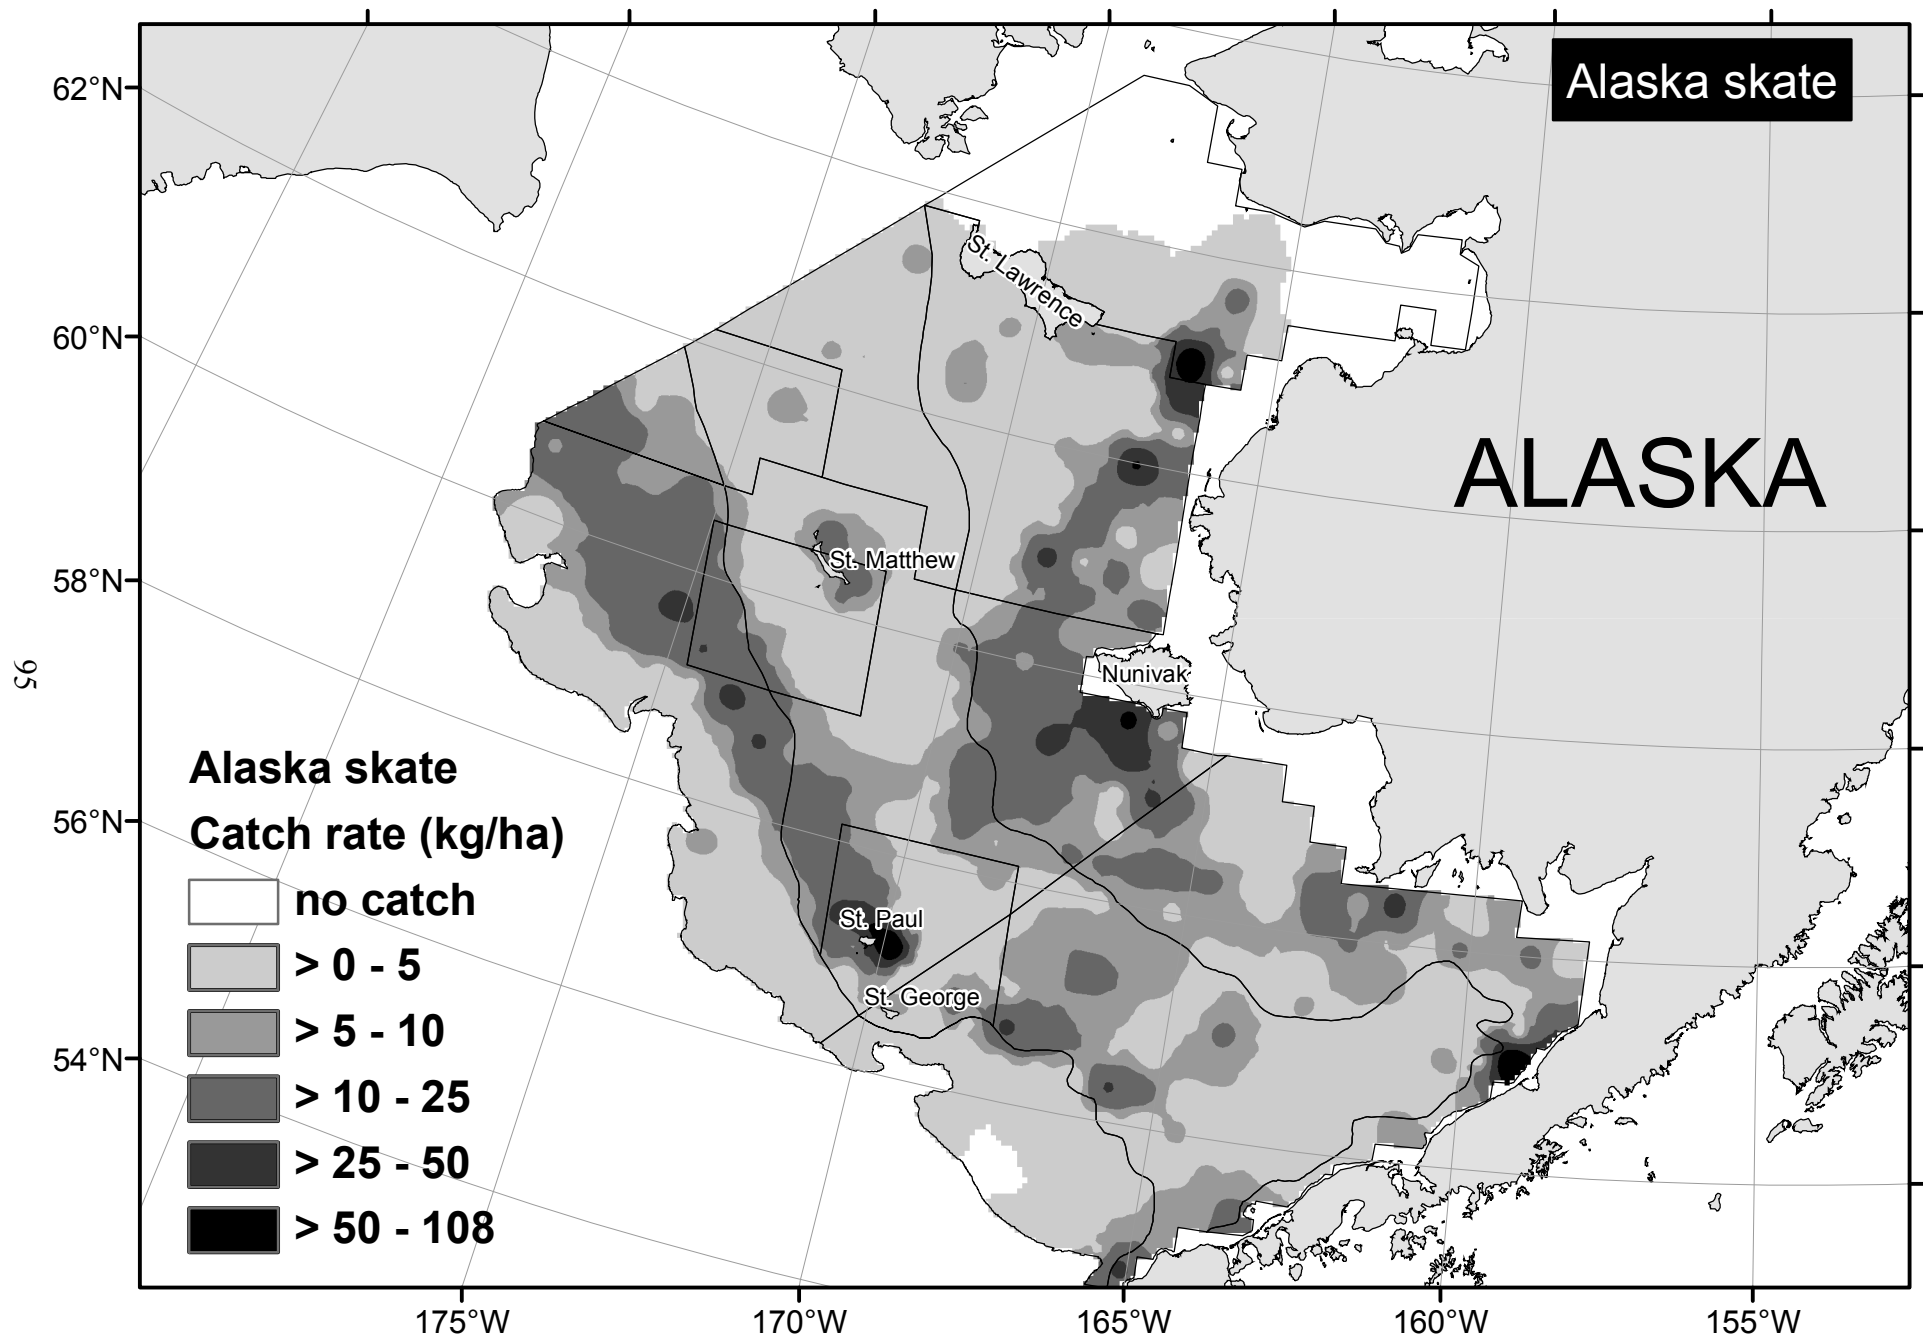 Alaska skate
62°N
60°N
58°N
56°N
54°N
St. Lawrence
ALASKA
St. Matthew
Nunivak
St. Paul
St. George
95
Alaska skate
Catch rate (kg/ha)
no catch
> 0 - 5
> 5 - 10
> 10 - 25
> 25 - 50
> 50 - 108
175°W
170°W
165°W
160°W
155°W